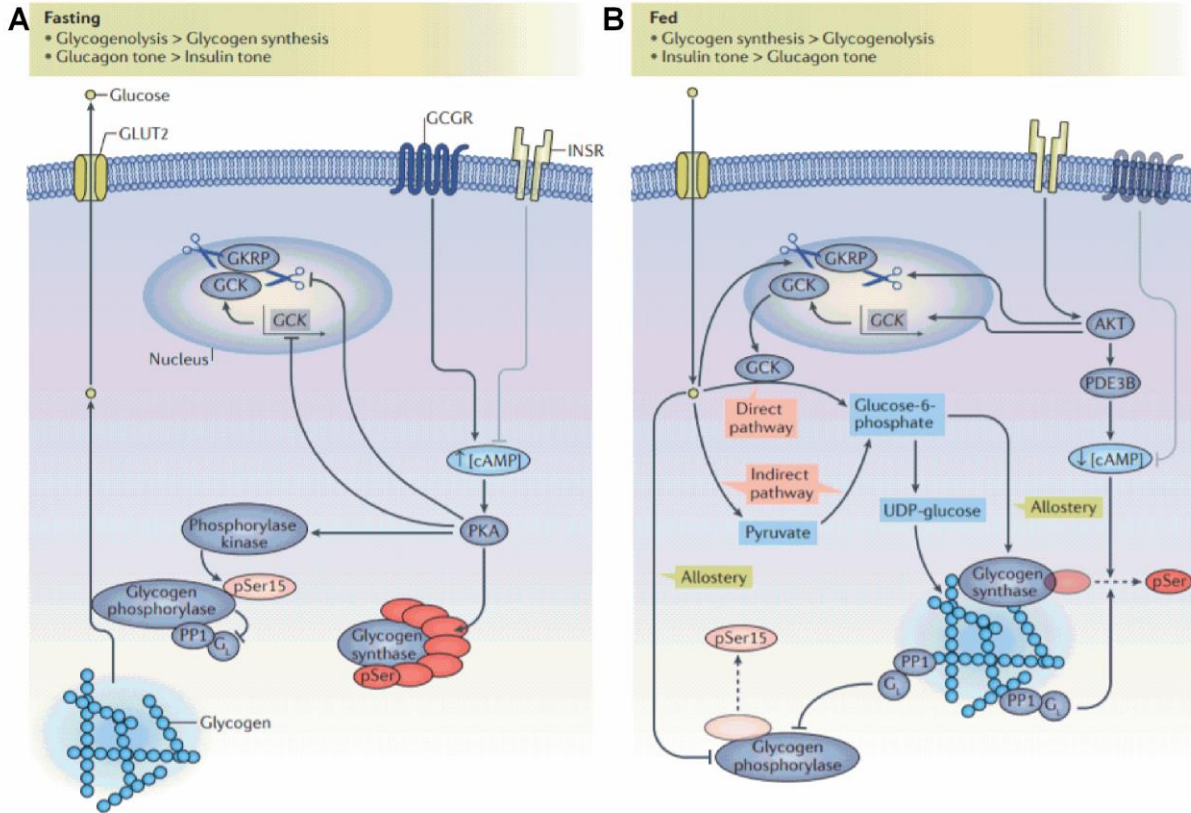 A
Fasting
• Glycogenolysis > Glycogen synthesis
• Glucagon tone > Insulin tone
Glucose
GLUT2
GCGR
INSR
GKRP
GCK
GCK
Nucleus
↑ [cAMP]
PKA
Phosphorylase
kinase
pSer15
Glycogen
phosphorylase
PP1
GL
Glycogen
synthase
pSer
Glycogen
B
Fed
• Glycogen synthesis > Glycogenolysis
• Insulin tone > Glucagon tone
GKRP
GCK
GCK
AKT
GCK
PDE3B
Direct
pathway
Glucose-6-
phosphate
↓ [cAMP]
Indirect
pathway
UDP-glucose
Allostery
Pyruvate
Allostery
Glycogen
synthase
pSer
pSer15
PP1
GL
PP1
GL
Glycogen
phosphorylase